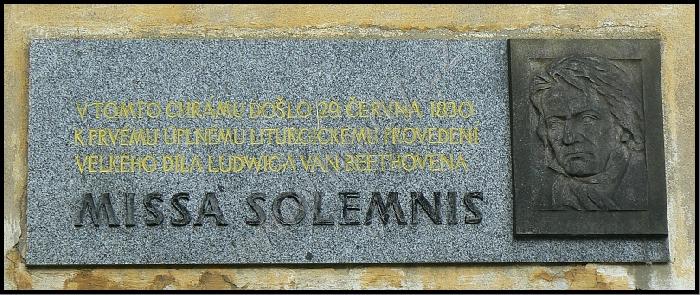 V TOMTO CHRÁMU DOŠLO 29. ČERVNA 1830
K PRVÉMU ÚPLNÉMU LITURGICKÉMU PROVEDENÍ
VELKÉHO DÍLA LUDWIGA VAN BEETHOVENA
MISSA SOLEMNIS